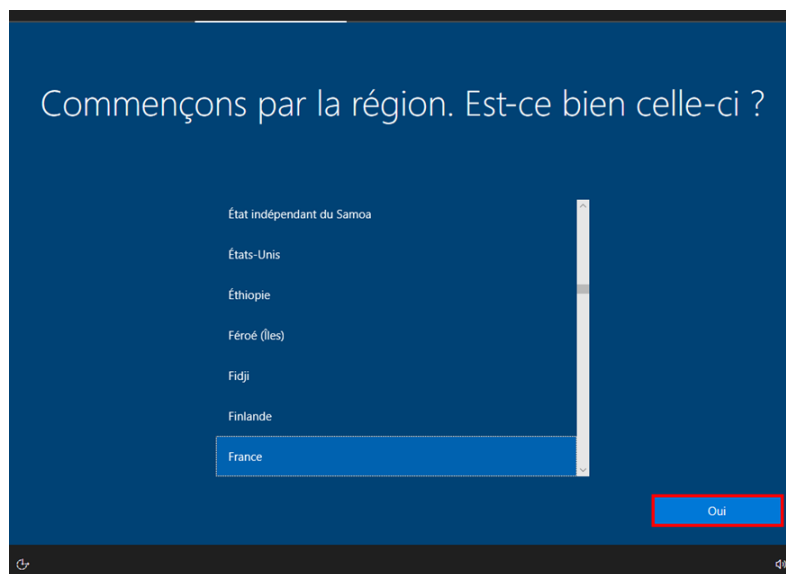 Commençons par la région. Est-ce bien celle-ci ?
État indépendant du Samoa
États-Unis
Éthiopie
Féroé (Îles)
Fidji
Finlande
France
Oui